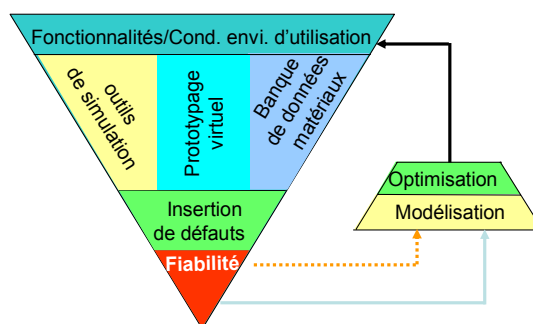 Fonctionnalités/Cond. envi. d'utilisation
outils
de simulation
Prototypage
virtuel
Banque
de données
matériaux
Insertion
de défauts
Fiabilité
Optimisation
Modélisation